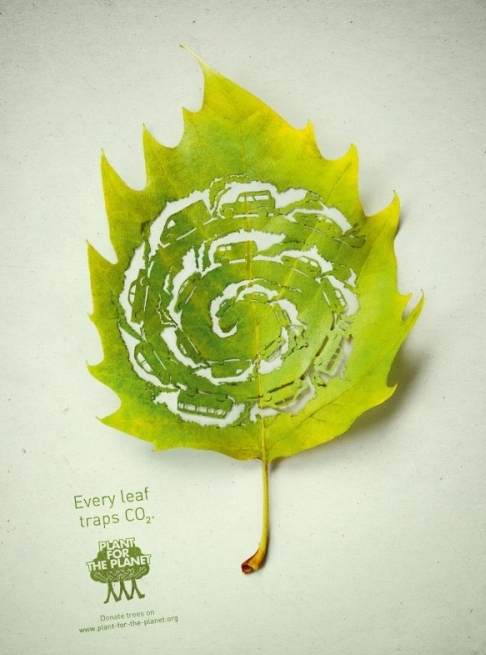 Every leaf
traps CO₂.
PLANT
FOR
THE PLANET
Donate trees on
www.plant-for-the-planet.org